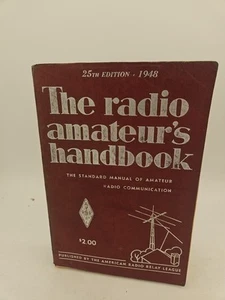 25TH EDITION - 1948
The radio
amateur's
handbook
THE STANDARD MANUAL OF AMATEUR
RADIO COMMUNICATION
$2.00
PUBLISHED BY THE AMERICAN RADIO RELAY LEAGUE